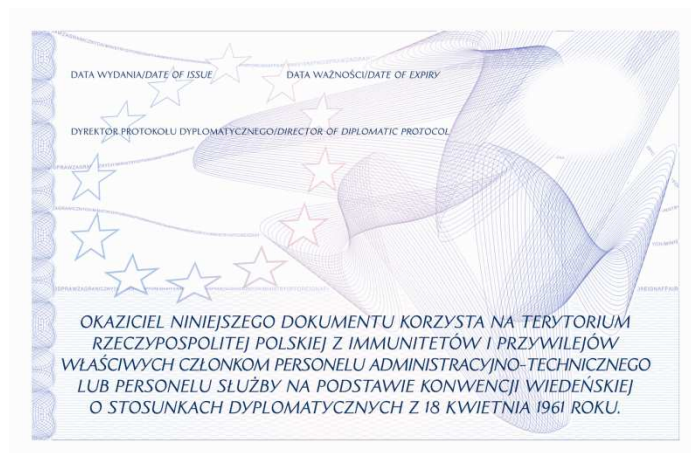 DATA WYDANIA/DATE OF ISSUE DATA WAŻNOŚCI/DATE OF EXPIRY
DYREKTOR PROTOKOŁU DYPLOMATYCZNEGO/DIRECTOR OF DIPLOMATIC PROTOCOL
OKAZICIEL NINIEJSZEGO DOKUMENTU KORZYSTA NA TERYTORIUM
RZECZYPOSPOLITEJ POLSKIEJ Z IMMUNITETÓW I PRZYWILEJÓW
WŁAŚCIWYCH CZŁONKOM PERSONELU ADMINISTRACYJNO-TECHNICZNEGO
LUB PERSONELU SŁUŻBY NA PODSTAWIE KONWENCJI WIEDEŃSKIEJ
O STOSUNKACH DYPLOMATYCZNYCH Z 18 KWIETNIA 1961 ROKU.